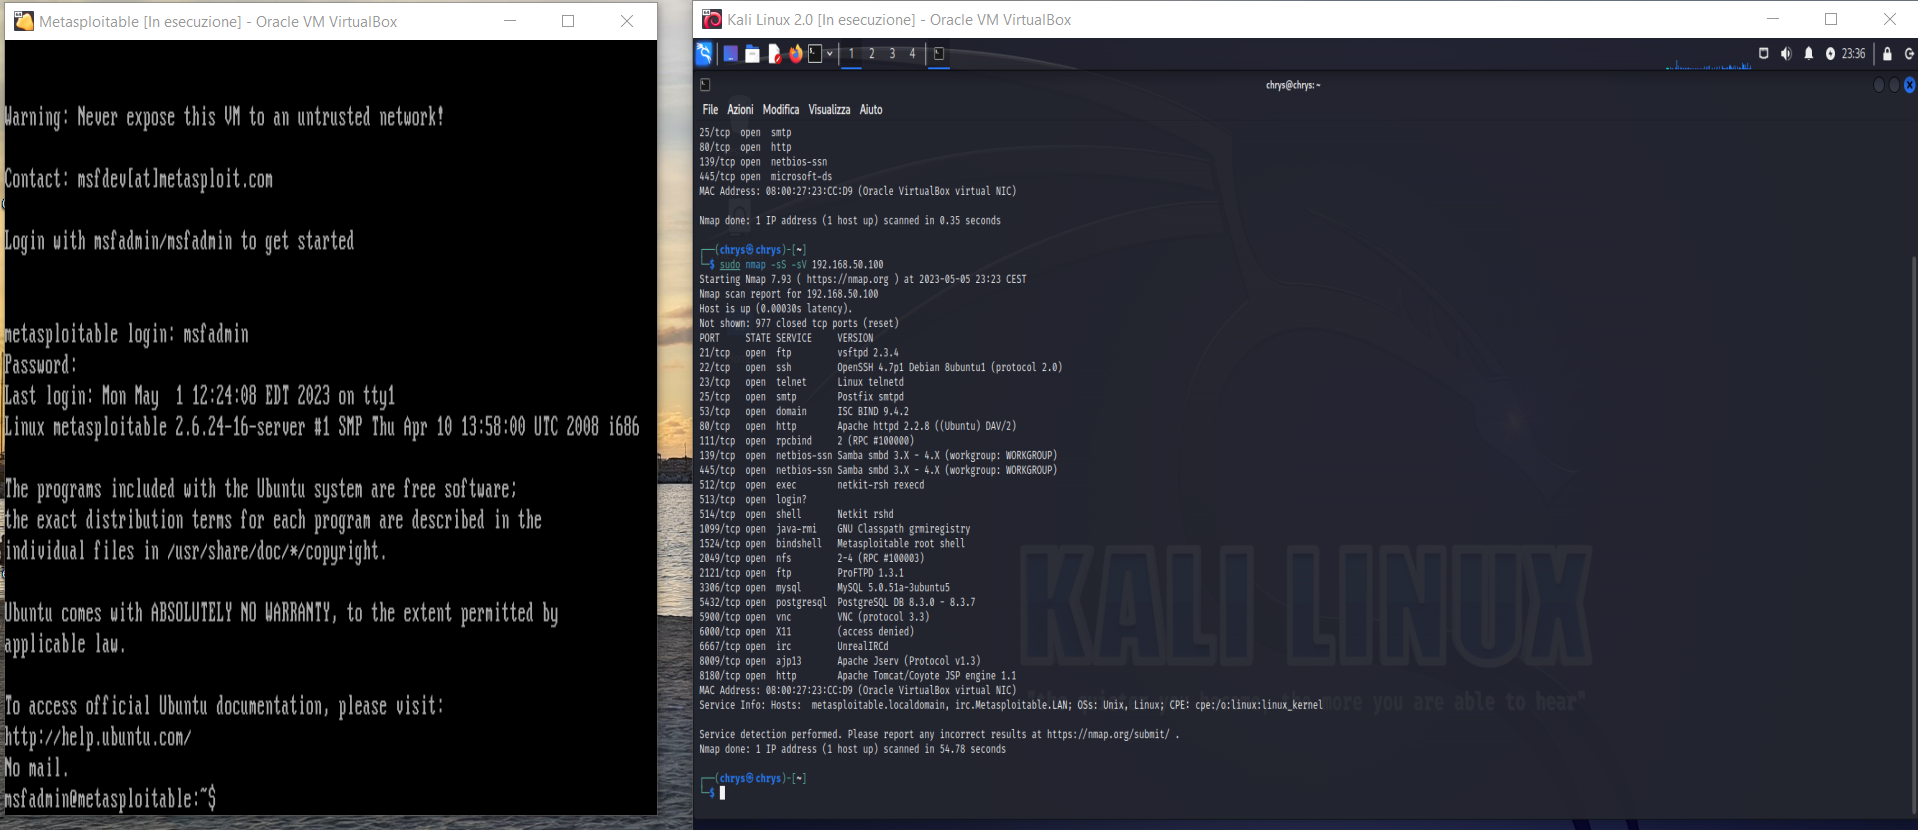 Metasploitable [In esecuzione] - Oracle VM VirtualBox
Warning: Never expose this VM to an untrusted network!
Contact: msfdev[at]metasploit.com
Login with msfadmin/msfadmin to get started
metasploitable login: msfadmin
Password:
Last login: Mon May  1 12:24:08 EDT 2023 on tty1
Linux metasploitable 2.6.24-16-server #1 SMP Thu Apr 10 13:58:00 UTC 2008 i686
The programs included with the Ubuntu system are free software;
the exact distribution terms for each program are described in the
individual files in /usr/share/doc/*/copyright.
Ubuntu comes with ABSOLUTELY NO WARRANTY, to the extent permitted by
applicable law.
To access official Ubuntu documentation, please visit:
http://help.ubuntu.com/
No mail.
msfadmin@metasploitable:~$
Kali Linux 2.0 [In esecuzione] - Oracle VM VirtualBox
1 2 3 4
23:36
chrys@chrys: ~
File Azioni Modifica Visualizza Aiuto
25/tcp  open  smtp
80/tcp  open  http
139/tcp open  netbios-ssn
445/tcp open  microsoft-ds
MAC Address: 08:00:27:23:CC:D9 (Oracle VirtualBox virtual NIC)
Nmap done: 1 IP address (1 host up) scanned in 0.35 seconds
┌──(chrys㉿chrys)-[~]
└─$ sudo nmap -sS -sV 192.168.50.100
Starting Nmap 7.93 ( https://nmap.org ) at 2023-05-05 23:23 CEST
Nmap scan report for 192.168.50.100
Host is up (0.00030s latency).
Not shown: 977 closed tcp ports (reset)
PORT     STATE SERVICE     VERSION
21/tcp   open  ftp         vsftpd 2.3.4
22/tcp   open  ssh         OpenSSH 4.7p1 Debian 8ubuntu1 (protocol 2.0)
23/tcp   open  telnet      Linux telnetd
25/tcp   open  smtp        Postfix smtpd
53/tcp   open  domain      ISC BIND 9.4.2
80/tcp   open  http        Apache httpd 2.2.8 ((Ubuntu) DAV/2)
111/tcp  open  rpcbind     2 (RPC #100000)
139/tcp  open  netbios-ssn Samba smbd 3.X - 4.X (workgroup: WORKGROUP)
445/tcp  open  netbios-ssn Samba smbd 3.X - 4.X (workgroup: WORKGROUP)
512/tcp  open  exec        netkit-rsh rexecd
513/tcp  open  login?
514/tcp  open  shell       Netkit rshd
1099/tcp open  java-rmi    GNU Classpath grmiregistry
1524/tcp open  bindshell   Metasploitable root shell
2049/tcp open  nfs         2-4 (RPC #100003)
2121/tcp open  ftp         ProFTPD 1.3.1
3306/tcp open  mysql       MySQL 5.0.51a-3ubuntu5
5432/tcp open  postgresql  PostgreSQL DB 8.3.0 - 8.3.7
5900/tcp open  vnc         VNC (protocol 3.3)
6000/tcp open  X11         (access denied)
6667/tcp open  irc         UnrealIRCd
8009/tcp open  ajp13       Apache Jserv (Protocol v1.3)
8180/tcp open  http        Apache Tomcat/Coyote JSP engine 1.1
MAC Address: 08:00:27:23:CC:D9 (Oracle VirtualBox virtual NIC)
Service Info: Hosts:  metasploitable.localdomain, irc.Metasploitable.LAN; OSs: Unix, Linux; CPE: cpe:/o:linux:linux_kernel
Service detection performed. Please report any incorrect results at https://nmap.org/submit/ .
Nmap done: 1 IP address (1 host up) scanned in 54.78 seconds
┌──(chrys㉿chrys)-[~]
└─$
KALI LINUX
"the quieter you become, the more you are able to hear"